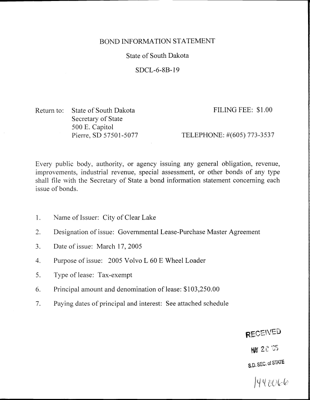 BOND INFORMATION STATEMENT
State of South Dakota
SDCL-6-8B-19
Return to: State of South Dakota FILING FEE: $1.00
Secretary of State
500 E. Capitol
Pierre, SD 57501-5077 TELEPHONE: #(605) 773-3537
Every public body, authority, or agency issuing any general obligation, revenue,
improvements, industrial revenue, special assessment, or other bonds of any type
shall file with the Secretary of State a bond information statement concerning each
issue of bonds.
1. Name of Issuer: City of Clear Lake
2. Designation of issue: Governmental Lease-Purchase Master Agreement
3. Date of issue: March 17, 2005
4. Purpose of issue: 2005 Volvo L 60 E Wheel Loader
5. Type of lease: Tax-exempt
6. Principal amount and denomination of lease: $103,250.00
7. Paying dates of principal and interest: See attached schedule
RECEIVED
S.D. SEC. of STATE